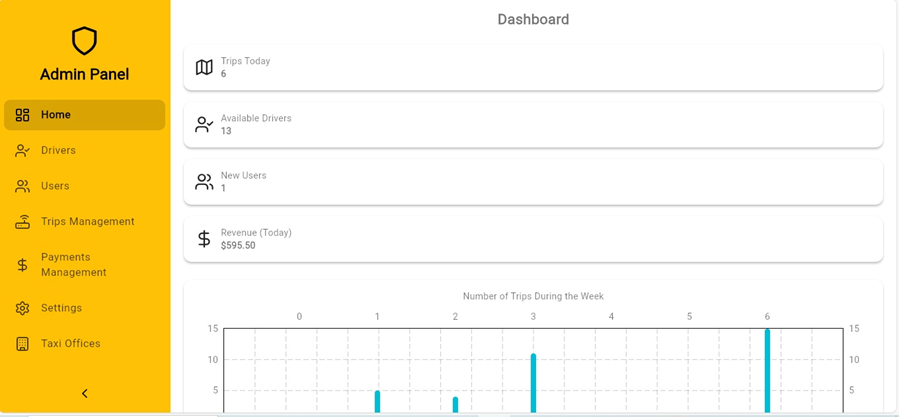 Admin Panel
Home
Drivers
Users
Trips Management
Payments
Management
Settings
Taxi Offices
Dashboard
Trips Today
6
Available Drivers
13
New Users
1
Revenue (Today)
$595.50
Number of Trips During the Week
0 1 2 3 4 5 6
15 15
10 10
5 5